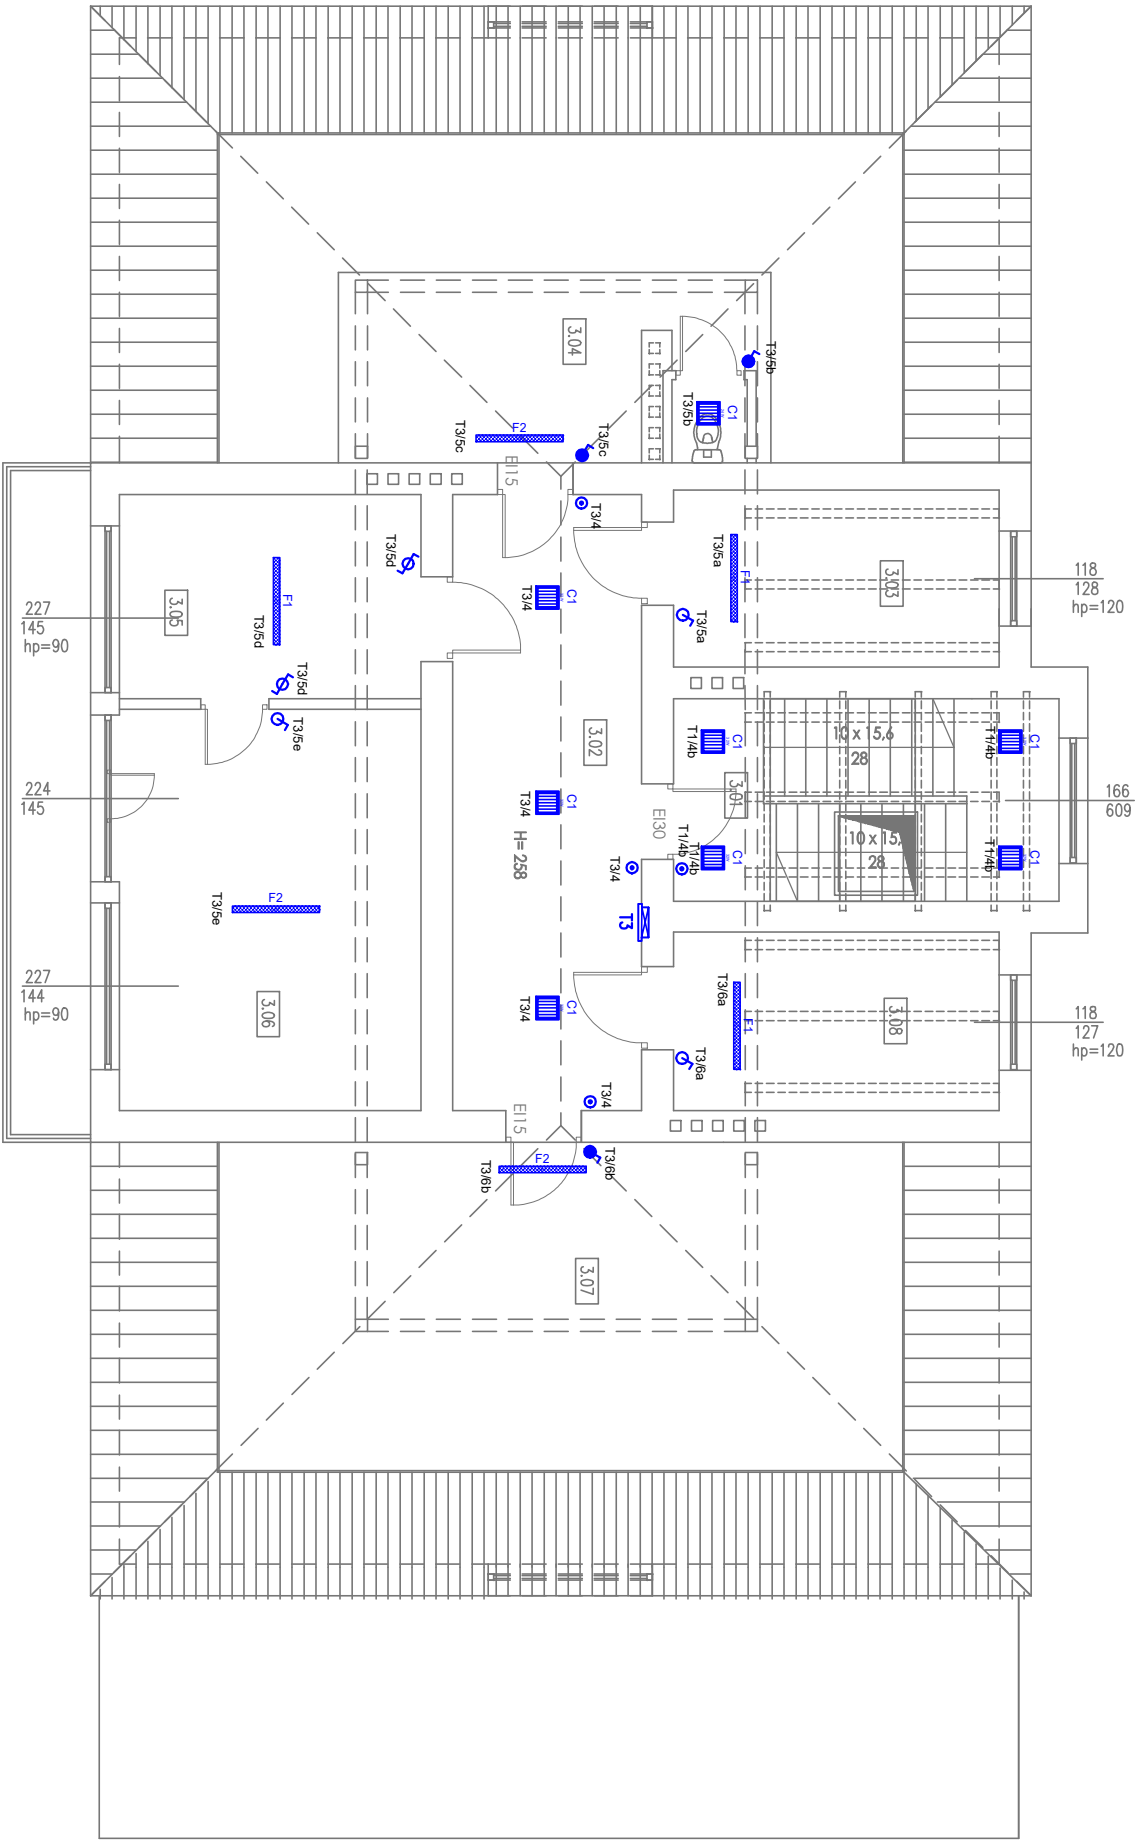 3.04
T3/5b
C1
T3/5b
F2
T3/5c
T3/5c
EI15
T3/4
T3/5a
F1
3.03
118
128
hp=120
T3/5d
C1
T3/4
T3/5a
F1
3.05
T3/5d
227
145
hp=90
T3/5d
T3/5e
3.02
C1
T1/4b
10 x 15,6
28
C1
T1/4b
224
145
3.01
166
609
C1
T3/4
EI30
H= 258
T1/4b
C1
T1/4b
10 x 15,
28
C1
T1/4b
T3/4
F2
T3/5e
T3
227
144
hp=90
3.06
C1
T3/4
T3/6a
F1
3.08
118
127
hp=120
T3/6a
T3/4
EI15
F2
T3/6b
T3/6b
3.07